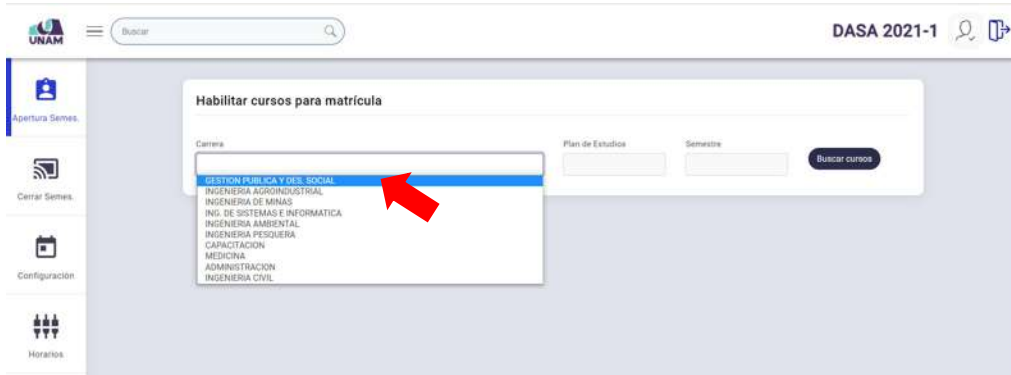 UNAM
Buscar
DASA 2021-1
Apertura Semes.
Cerrar Semes.
Configuración
Horarios
Habilitar cursos para matrícula
Carrera
Plan de Estudios
Semestre
Buscar cursos
GESTION PUBLICA Y DES. SOCIAL
INGENIERIA AGROINDUSTRIAL
INGENIERIA DE MINAS
ING. DE SISTEMAS E INFORMATICA
INGENIERIA AMBIENTAL
INGENIERIA PESQUERA
CAPACITACION
MEDICINA
ADMINISTRACION
INGENIERIA CIVIL